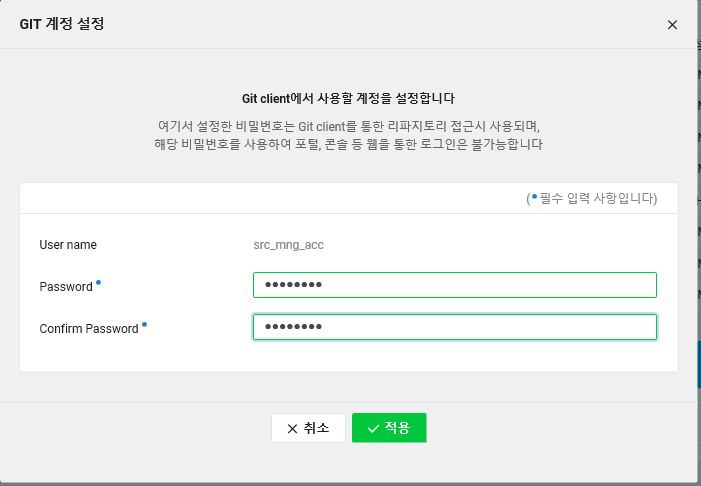 GIT 계정 설정
Git client에서 사용할 계정을 설정합니다
여기서 설정한 비밀번호는 Git client를 통한 리파지토리 접근시 사용되며,
해당 비밀번호를 사용하여 포털, 콘솔 등 웹을 통한 로그인은 불가능합니다
(• 필수 입력 사항입니다)
User name src_mng_acc
Password • ••••••••
Confirm Password • ••••••••
취소 적용